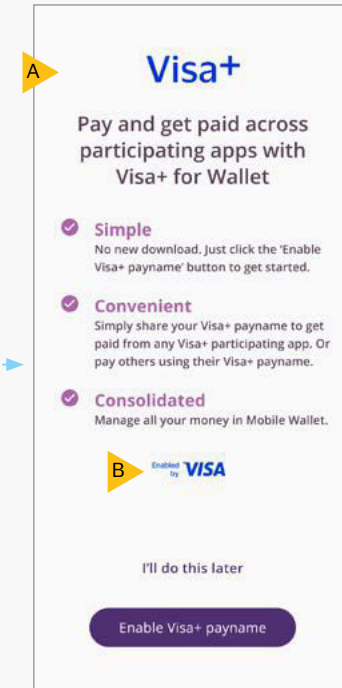 A
Visa+
Pay and get paid across
participating apps with
Visa+ for Wallet
Simple
No new download. Just click the ‘Enable
Visa+ payname’ button to get started.
Convenient
Simply share your Visa+ payname to get
paid from any Visa+ participating app. Or
pay others using their Visa+ payname.
Consolidated
Manage all your money in Mobile Wallet.
B
Enabled
by VISA
I’ll do this later
Enable Visa+ payname